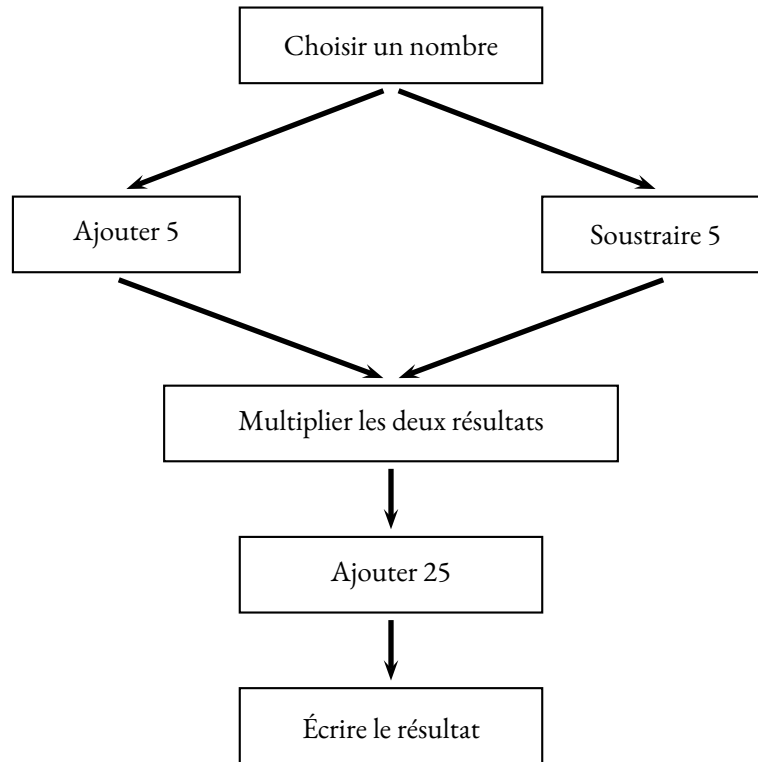 Choisir un nombre
Ajouter 5
Soustraire 5
Multiplier les deux résultats
Ajouter 25
Écrire le résultat